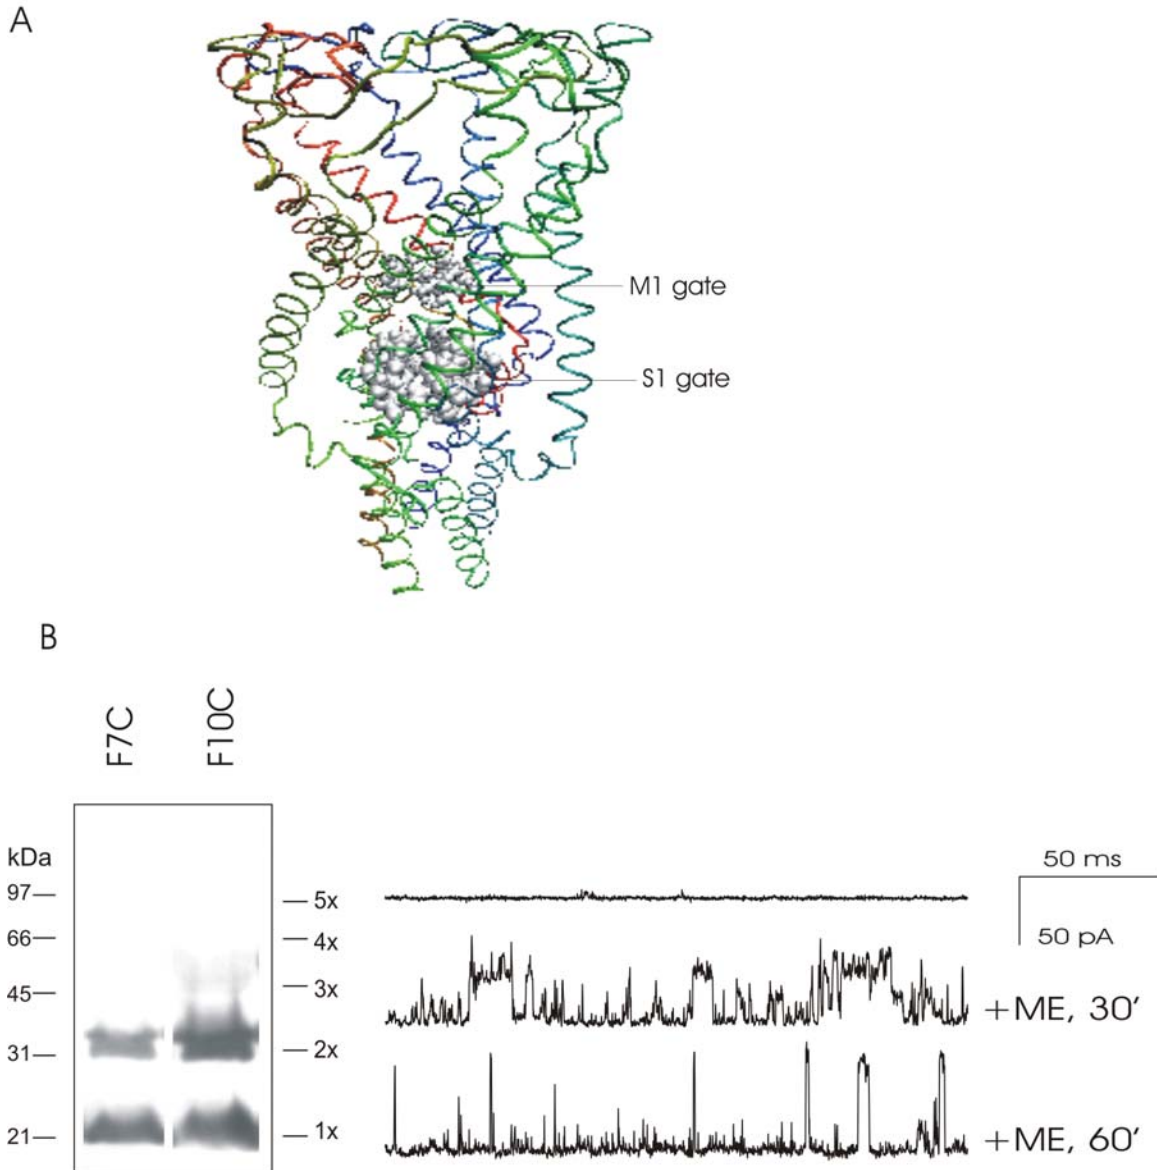 A
M1 gate
S1 gate
B
F7C
F10C
kDa
97
66
45
31
21
5x
4x
3x
2x
1x
50 ms
50 pA
+ME, 30'
+ME, 60'